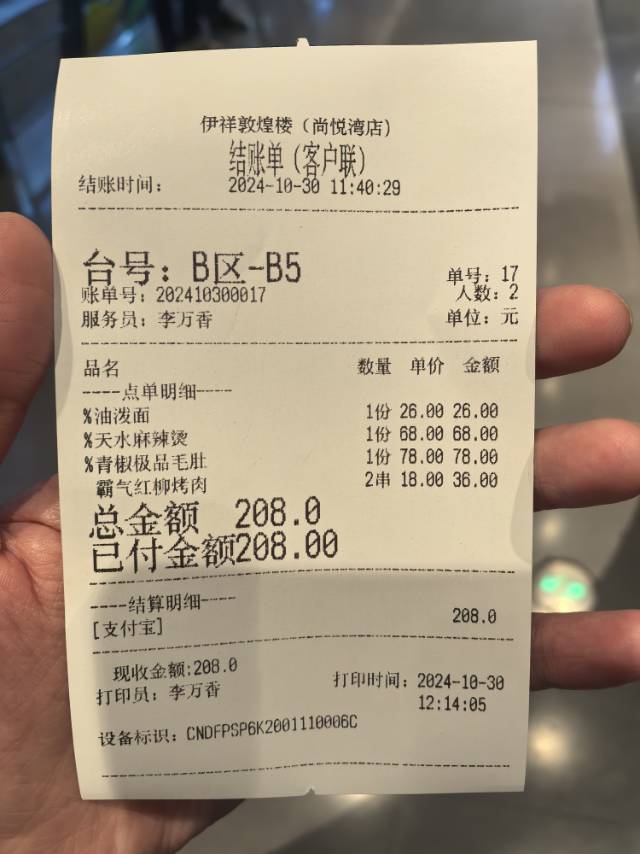 伊祥敦煌楼（尚悦湾店）
结账单（客户联）
结账时间： 2024-10-30 11:40:29
台号：B区-B5 单号：17
账单号：202410300017 人数：2
服务员：李万香 单位：元
品名 数量 单价 金额
----点单明细----
%油泼面 1份 26.00 26.00
%天水麻辣烫 1份 68.00 68.00
%青椒极品毛肚 1份 78.00 78.00
霸气红柳烤肉 2串 18.00 36.00
总金额 208.0
已付金额208.00
----结算明细----
[支付宝] 208.0
现收金额:208.0
打印员：李万香 打印时间：2024-10-30
12:14:05
设备标识：CNDFPSP6K2001110006C